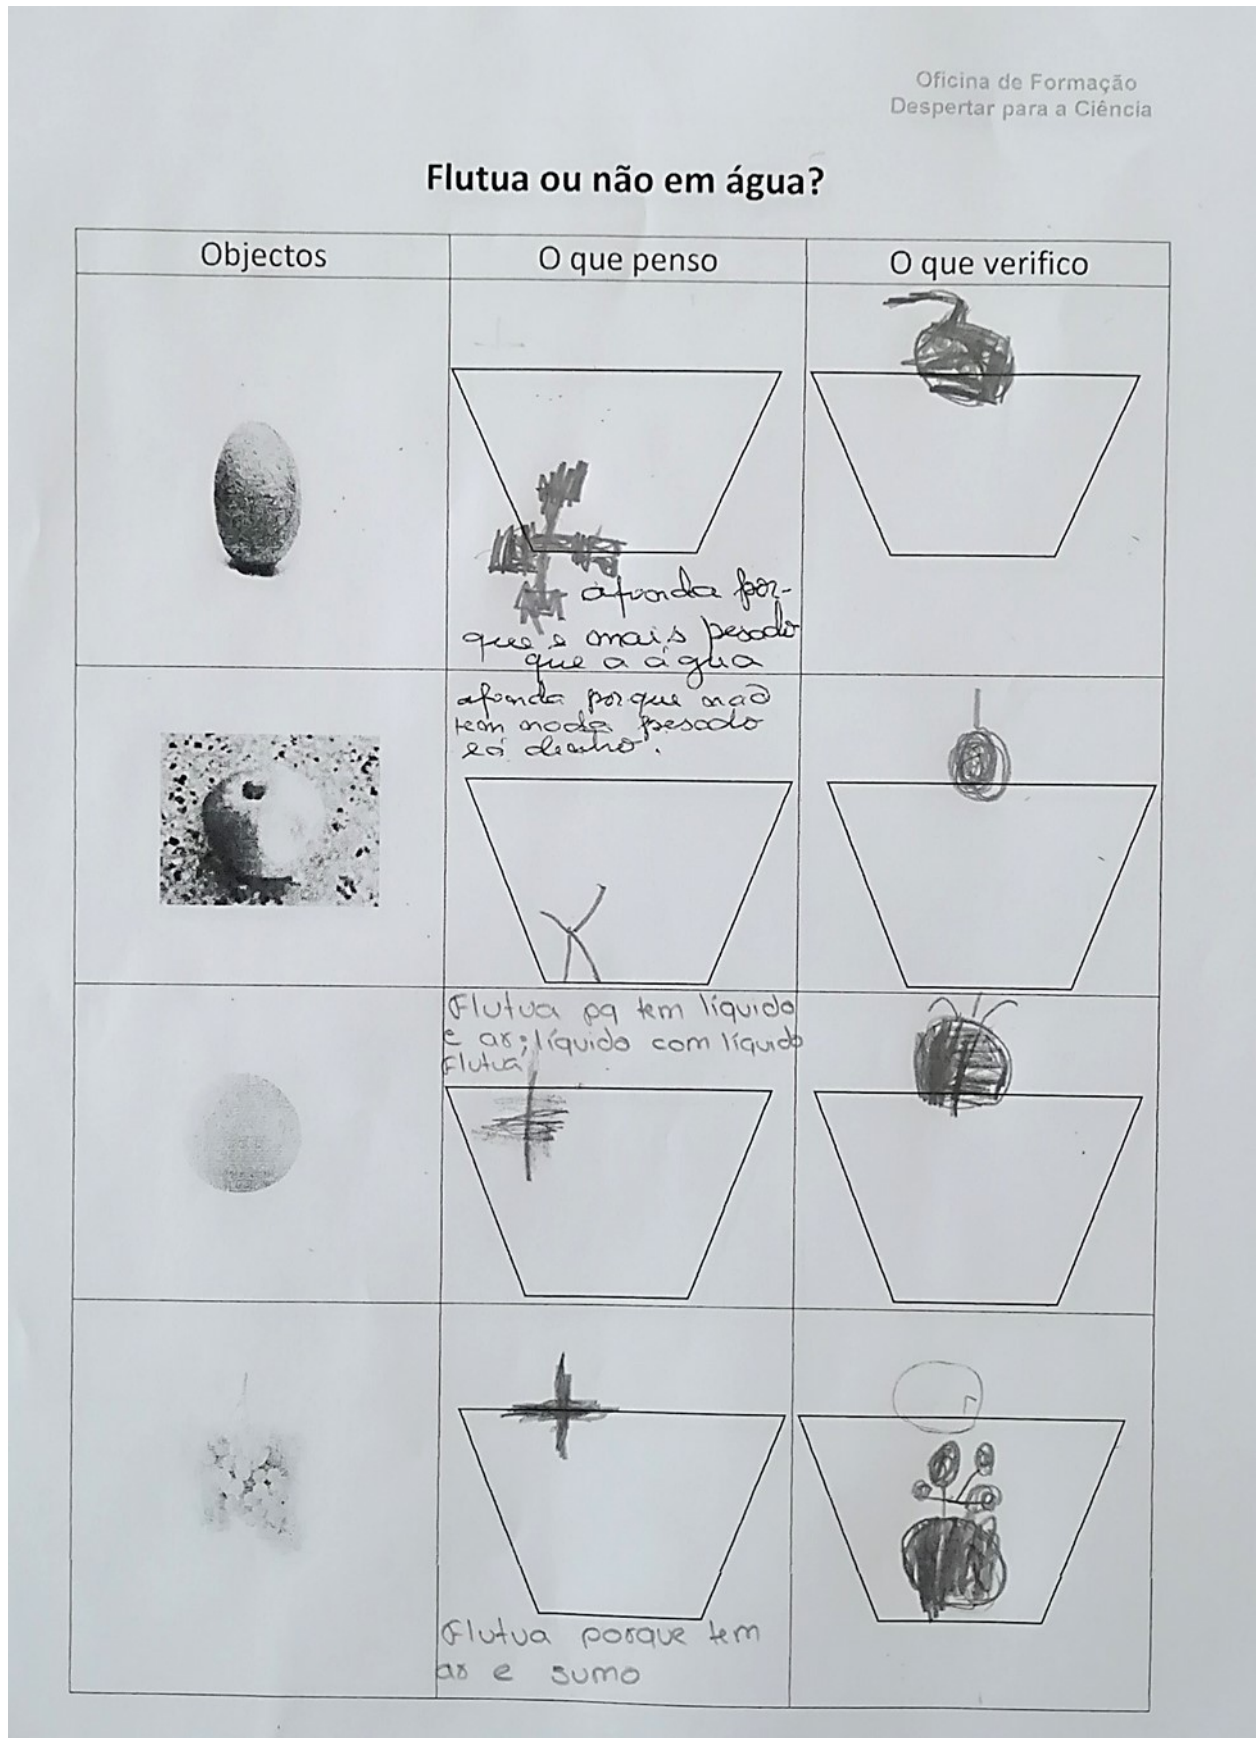 Oficina de Formação
Despertar para a Ciência
Flutua ou não em água?
Objectos
O que penso
O que verifico
afunda por-
que é mais pesado
que a água
afunda porque não
tem nada pesado
lá dentro.
Flutua pq tem líquido
e ar; líquido com líquido
flutua
Flutua porque tem
ar e sumo